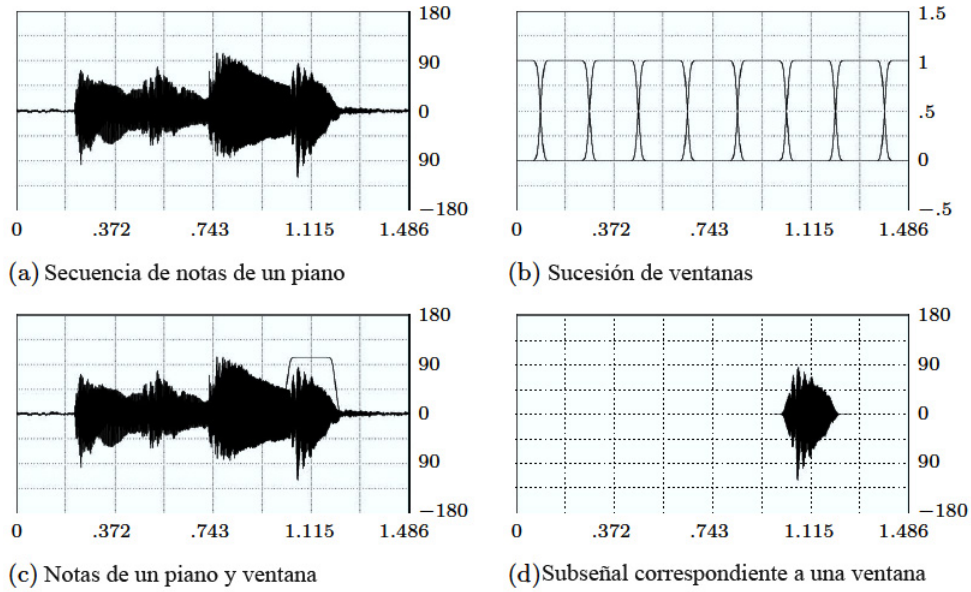 180
90
0
90
−180
0 .372 .743 1.115 1.486
(a) Secuencia de notas de un piano
1.5
1
.5
0
−.5
0 .372 .743 1.115 1.486
(b) Sucesión de ventanas
180
90
0
90
−180
0 .372 .743 1.115 1.486
(c) Notas de un piano y ventana
180
90
0
90
−180
0 .372 .743 1.115 1.486
(d)Subseñal correspondiente a una ventana